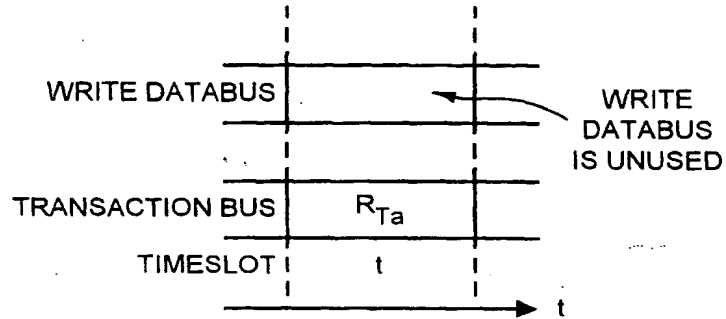 WRITE DATABUS
WRITE
DATABUS
IS UNUSED
TRANSACTION BUS
R_Ta
TIMESLOT
t
t